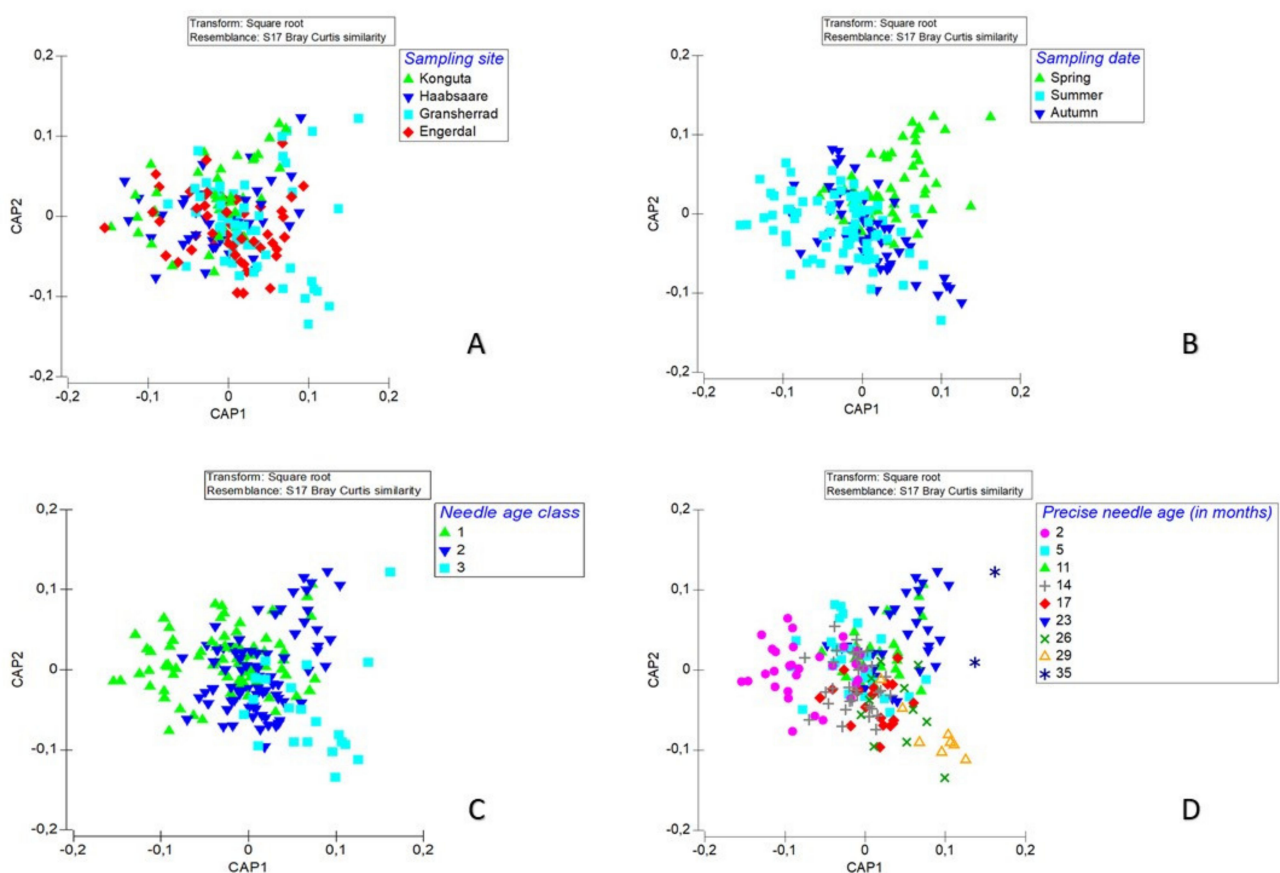 Transform: Square root
Resemblance: S17 Bray Curtis similarity
Sampling site
Konguta
Haabsaare
Gransherrad
Engerdal
0,2
0,1
0
-0,1
-0,2
CAP2
-0,2
-0,1
0
0,1
0,2
CAP1
A
Transform: Square root
Resemblance: S17 Bray Curtis similarity
Sampling date
Spring
Summer
Autumn
0,2
0,1
0
-0,1
-0,2
CAP2
-0,2
-0,1
0
0,1
0,2
CAP1
B
Transform: Square root
Resemblance: S17 Bray Curtis similarity
Needle age class
1
2
3
0,2
0,1
0
-0,1
-0,2
CAP2
-0,2
-0,1
0
0,1
0,2
CAP1
C
Transform: Square root
Resemblance: S17 Bray Curtis similarity
Precise needle age (in months)
2
5
11
14
17
23
26
29
35
0,2
0,1
0
-0,1
-0,2
CAP2
-0,2
-0,1
0
0,1
0,2
CAP1
D